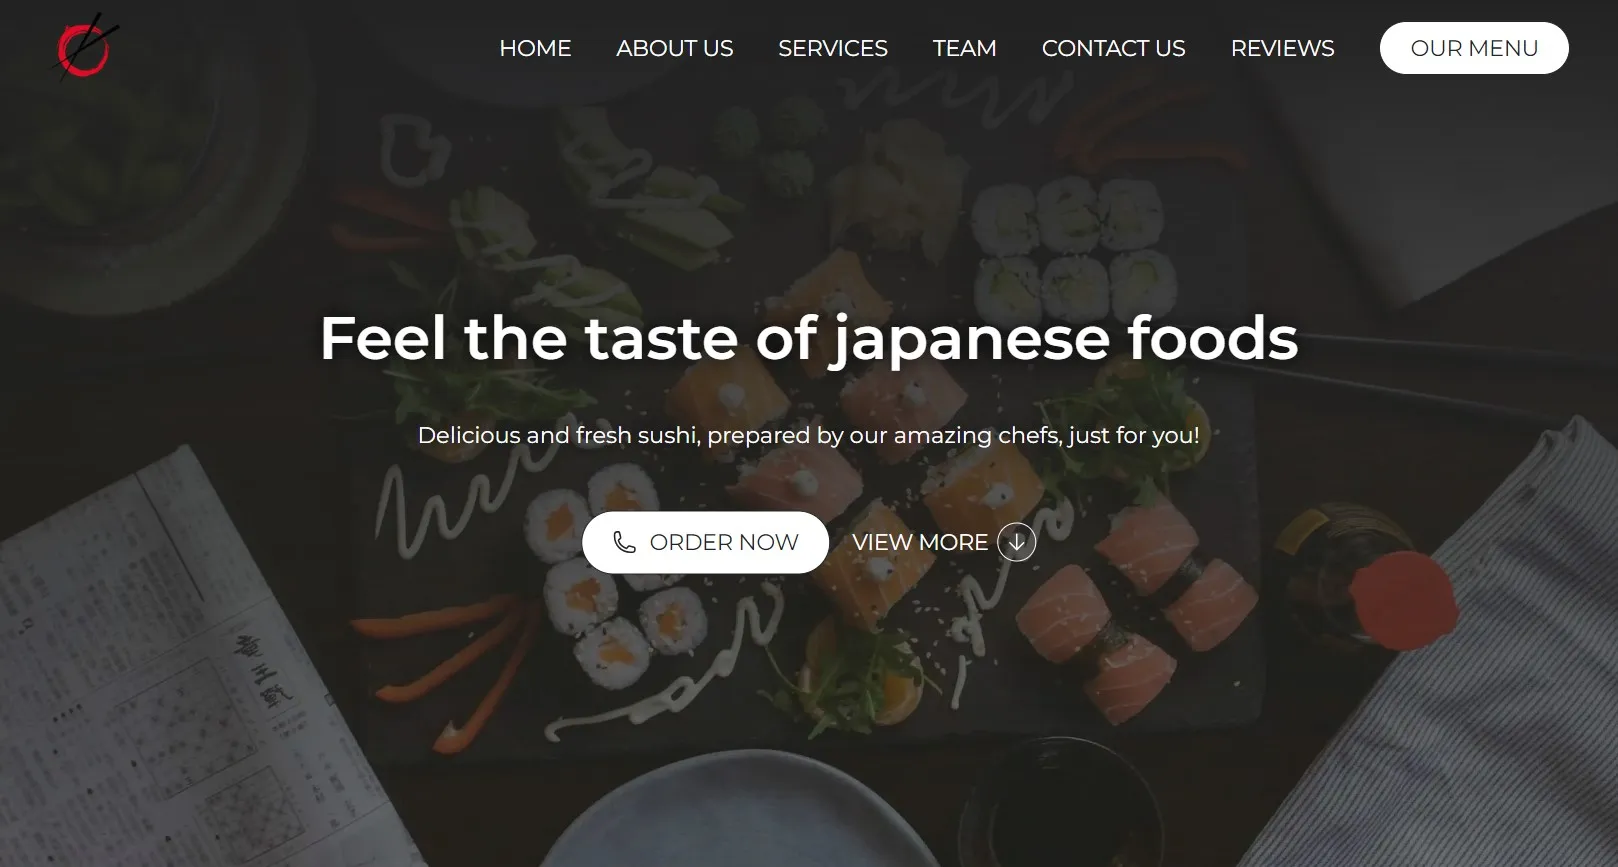 HOME ABOUT US SERVICES TEAM CONTACT US REVIEWS OUR MENU
Feel the taste of japanese foods
Delicious and fresh sushi, prepared by our amazing chefs, just for you!
ORDER NOW VIEW MORE